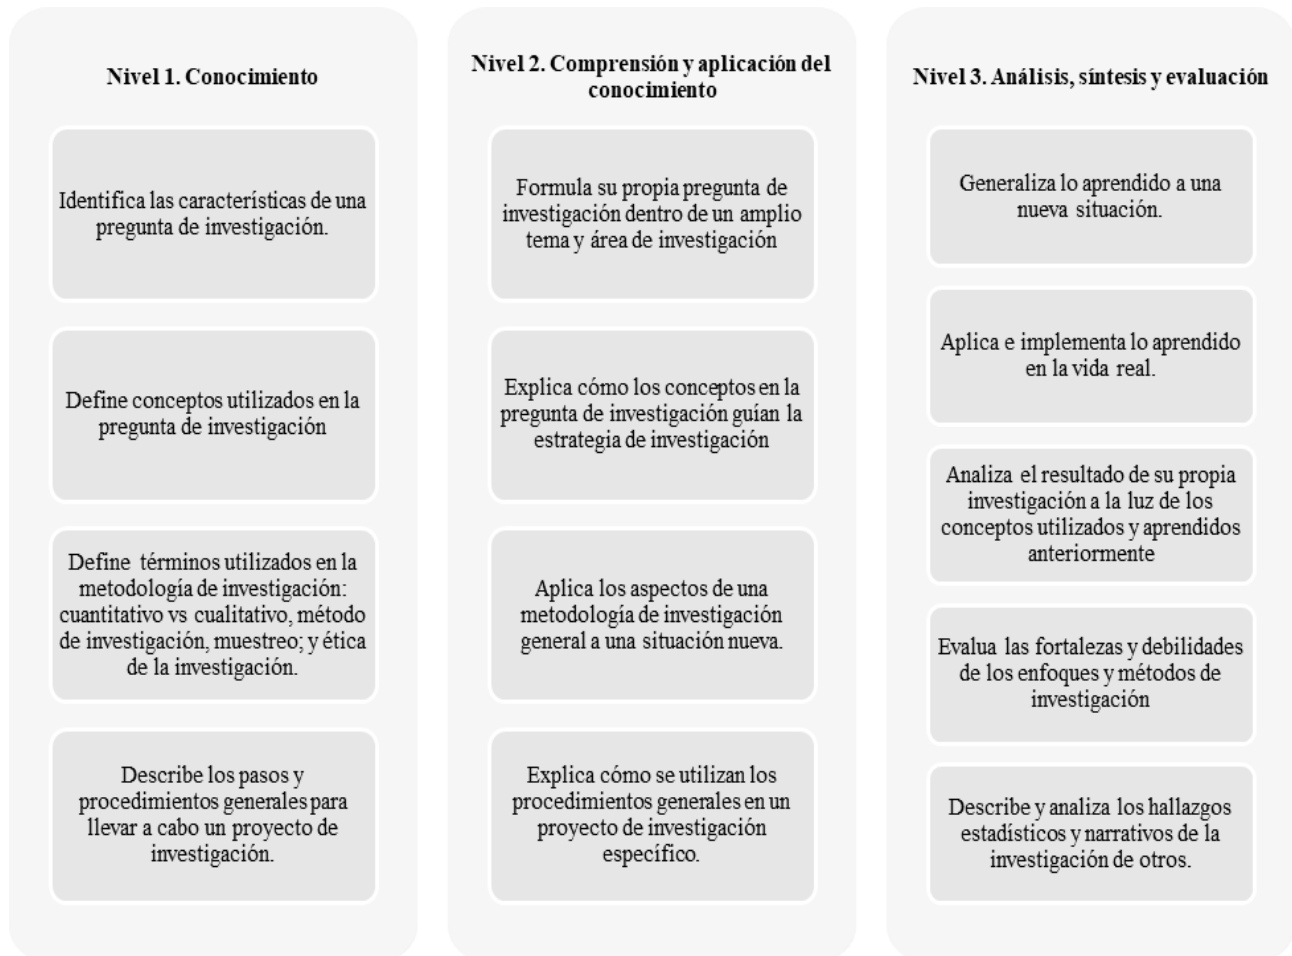 Nivel 1. Conocimiento
Identifica las características de una
pregunta de investigación.
Define conceptos utilizados en la
pregunta de investigación
Define términos utilizados en la
metodología de investigación:
cuantitativo vs cualitativo, método
de investigación, muestreo; y ética
de la investigación.
Describe los pasos y
procedimientos generales para
llevar a cabo un proyecto de
investigación.
Nivel 2. Comprensión y aplicación del
conocimiento
Formula su propia pregunta de
investigación dentro de un amplio
tema y área de investigación
Explica cómo los conceptos en la
pregunta de investigación guían la
estrategia de investigación
Aplica los aspectos de una
metodología de investigación
general a una situación nueva.
Explica cómo se utilizan los
procedimientos generales en un
proyecto de investigación
específico.
Nivel 3. Análisis, síntesis y evaluación
Generaliza lo aprendido a una
nueva situación.
Aplica e implementa lo aprendido
en la vida real.
Analiza el resultado de su propia
investigación a la luz de los
conceptos utilizados y aprendidos
anteriormente
Evalua las fortalezas y debilidades
de los enfoques y métodos de
investigación
Describe y analiza los hallazgos
estadísticos y narrativos de la
investigación de otros.